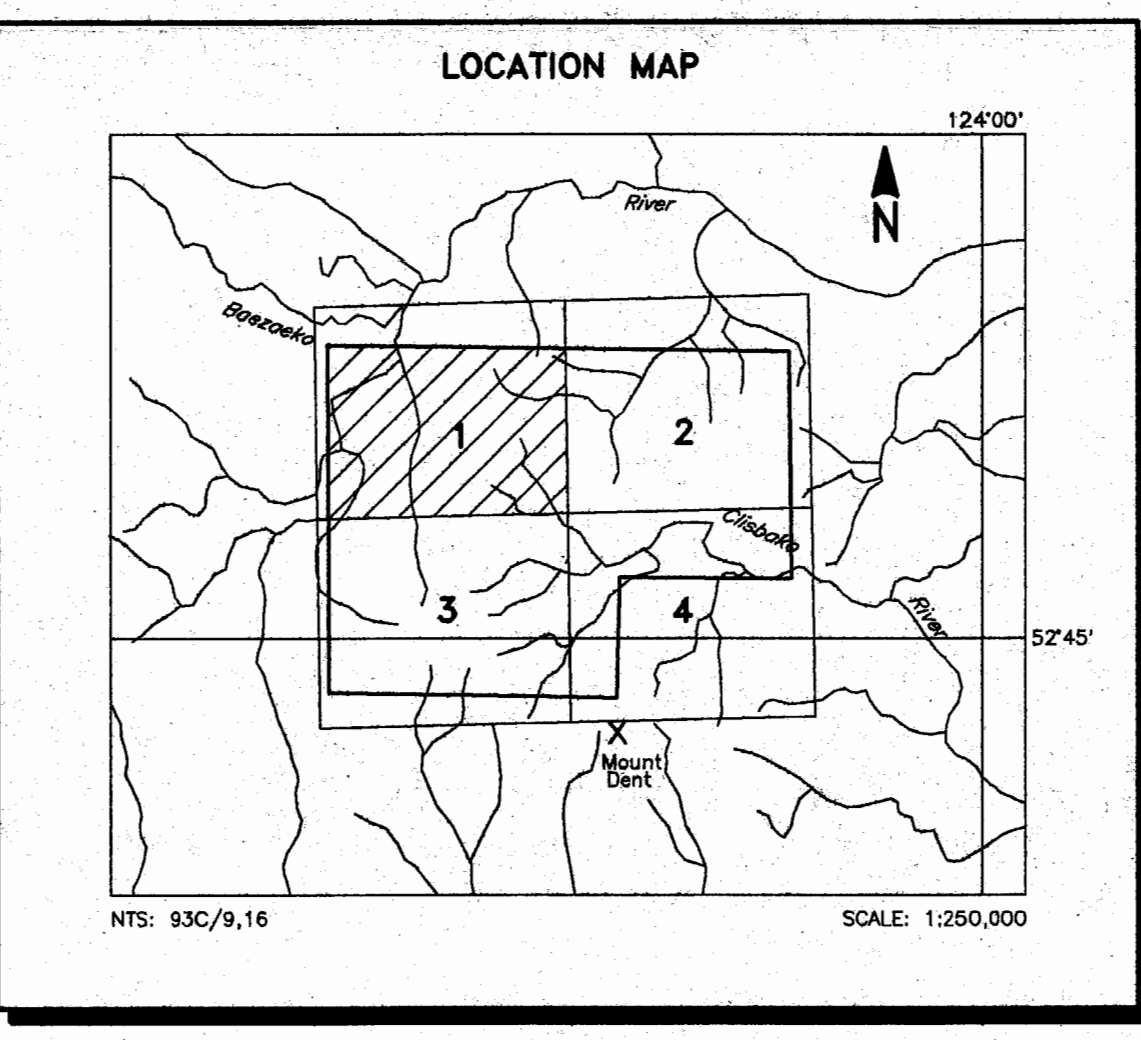 LOCATION MAP
124°00'
N
River
Baezaeko
1
2
Clisbako
3
4
River
52°45'
X
Mount
Dent
NTS: 93C/9,16
SCALE: 1:250,000